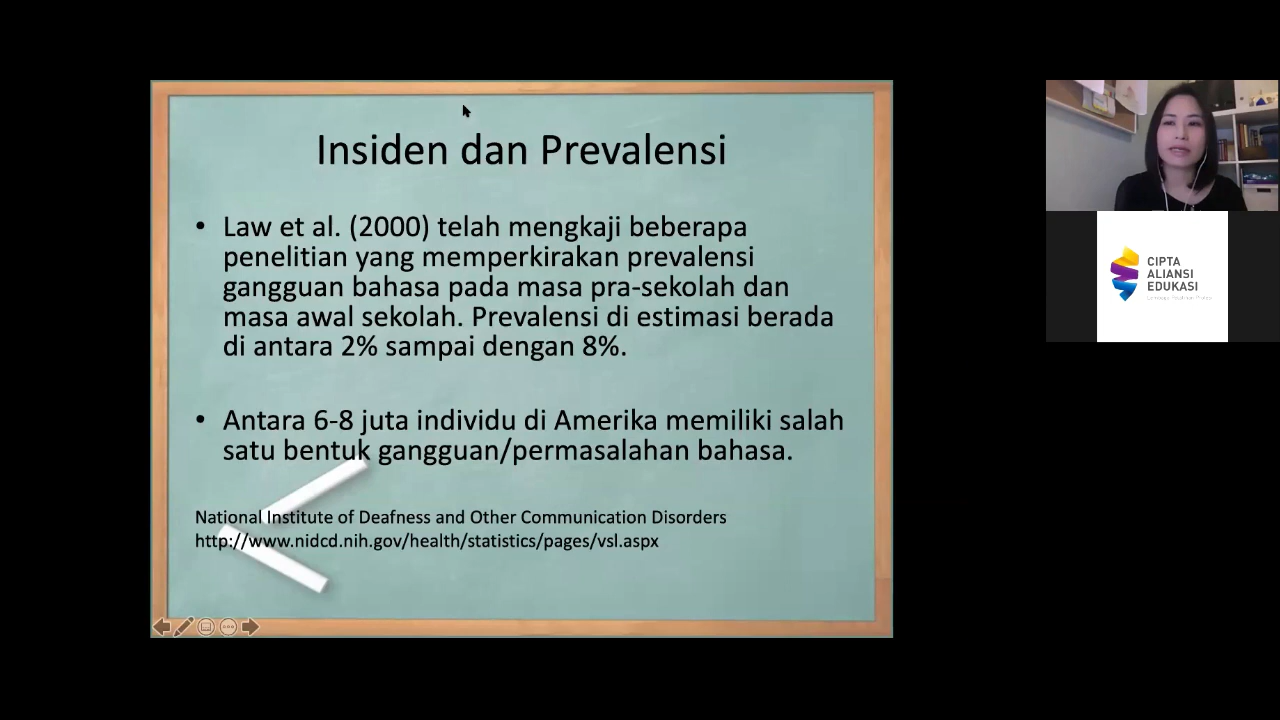 Insiden dan Prevalensi
• Law et al. (2000) telah mengkaji beberapa
penelitian yang memperkirakan prevalensi
gangguan bahasa pada masa pra-sekolah dan
masa awal sekolah. Prevalensi di estimasi berada
di antara 2% sampai dengan 8%.
• Antara 6-8 juta individu di Amerika memiliki salah
satu bentuk gangguan/permasalahan bahasa.
National Institute of Deafness and Other Communication Disorders
http://www.nidcd.nih.gov/health/statistics/pages/vsl.aspx
CIPTA
ALIANSI
EDUKASI